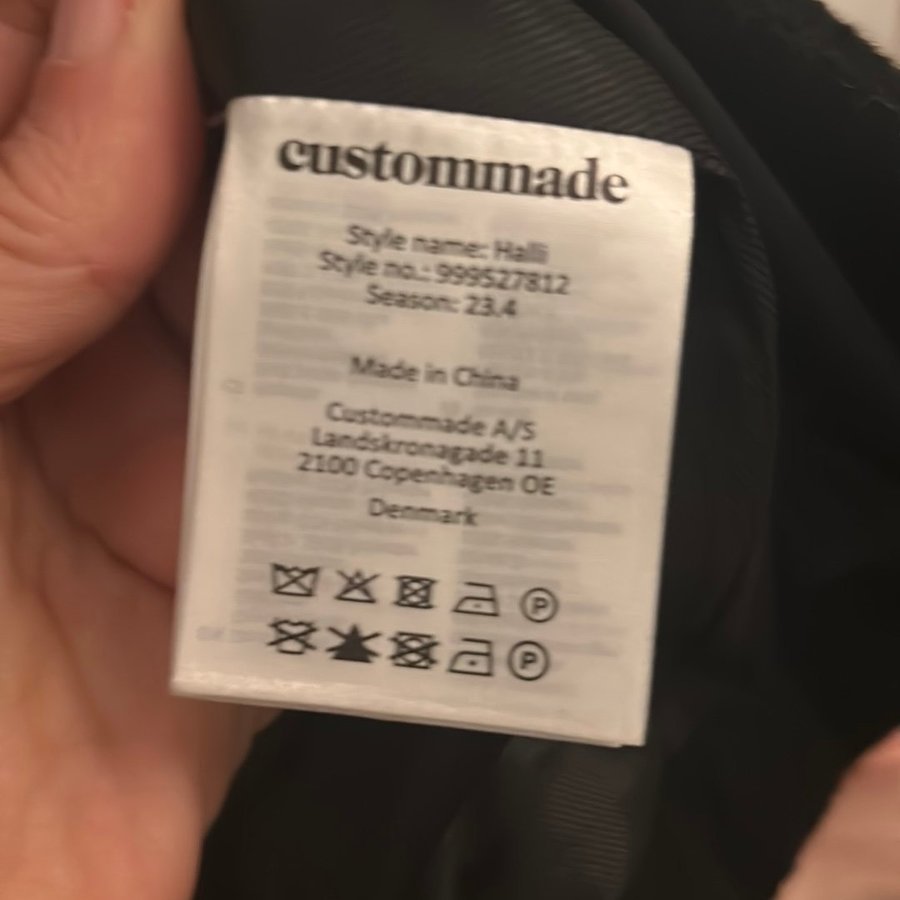 custommade
Style name: Halli
Style no.: 999527812
Season: 23.4
Made in China
Custommade A/S
Landskronagade 11
2100 Copenhagen OE
Denmark
P
P